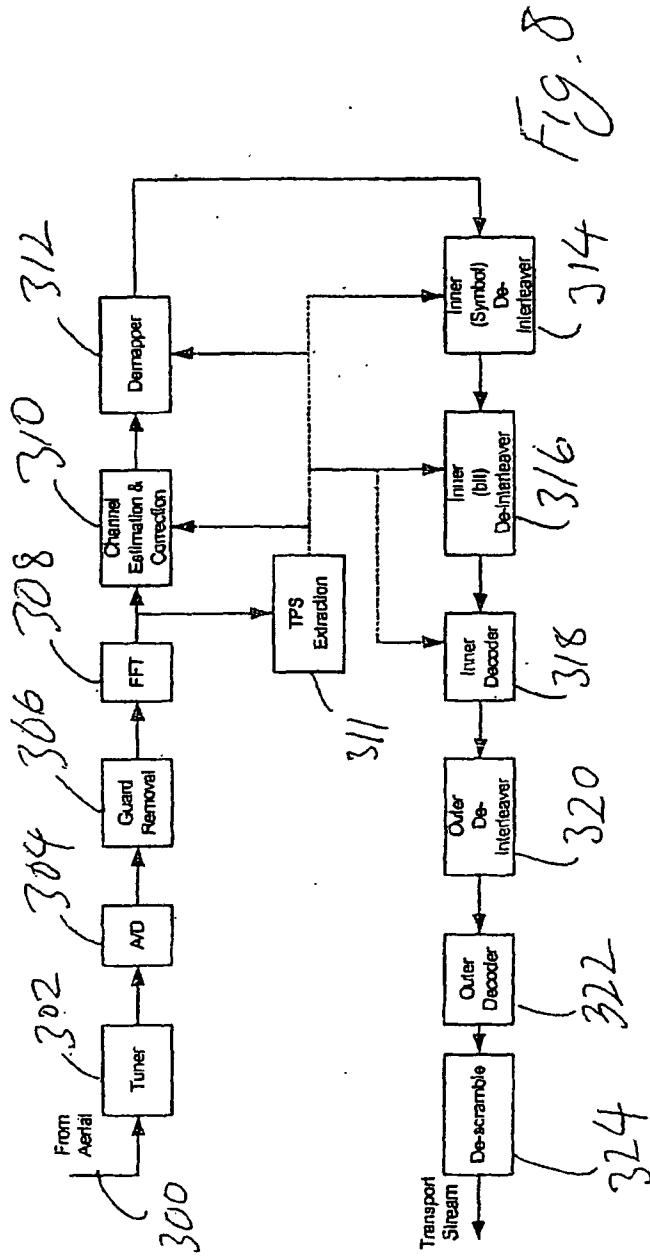 From
Aerial
300
302
Tuner
304
A/D
306
Guard
Removal
308
FFT
310
Channel
Estimation &
Correction
312
Demapper
TPS
Extraction
311
Inner
(Symbol)
De-
Interleaver
314
Inner
(bit)
De-Interleaver
316
Inner
Decoder
318
Outer
De-
Interleaver
320
Outer
Decoder
322
De-scramble
324
Transport
Stream
Fig. 8